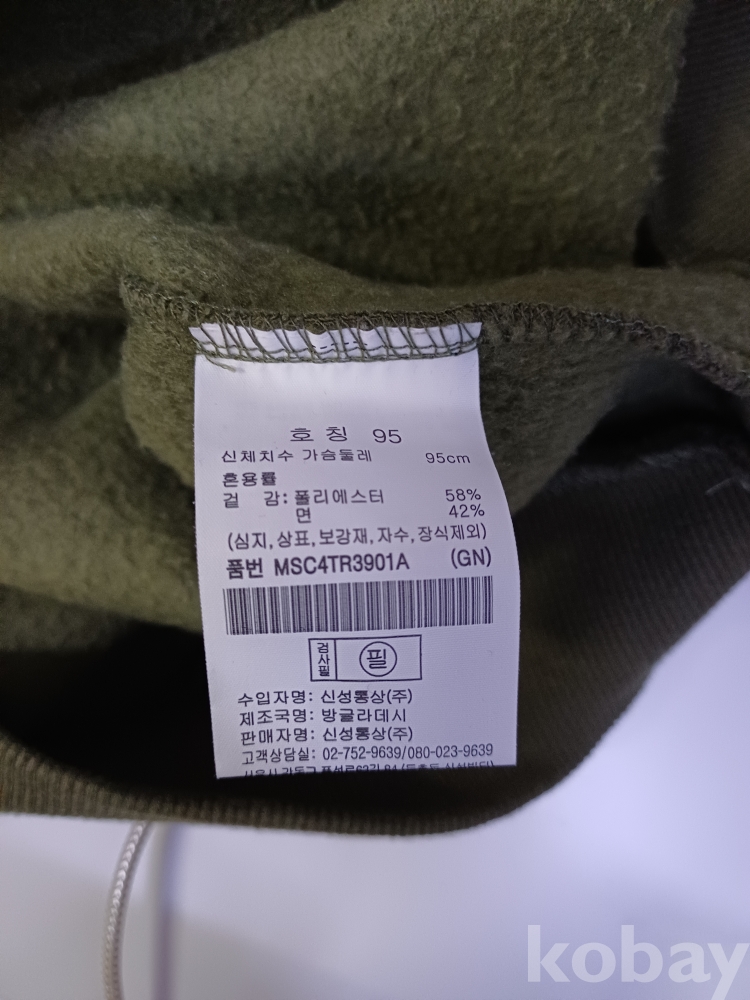 호칭 95
신체치수 가슴둘레 95cm
혼용률
겉 감: 폴리에스터 58%
면 42%
(심지,상표,보강재,자수,장식제외)
품번 MSC4TR3901A (GN)
검사필 필
수입자명: 신성통상(주)
제조국명: 방글라데시
판매자명: 신성통상(주)
고객상담실: 02-752-9639/080-023-9639
kobay